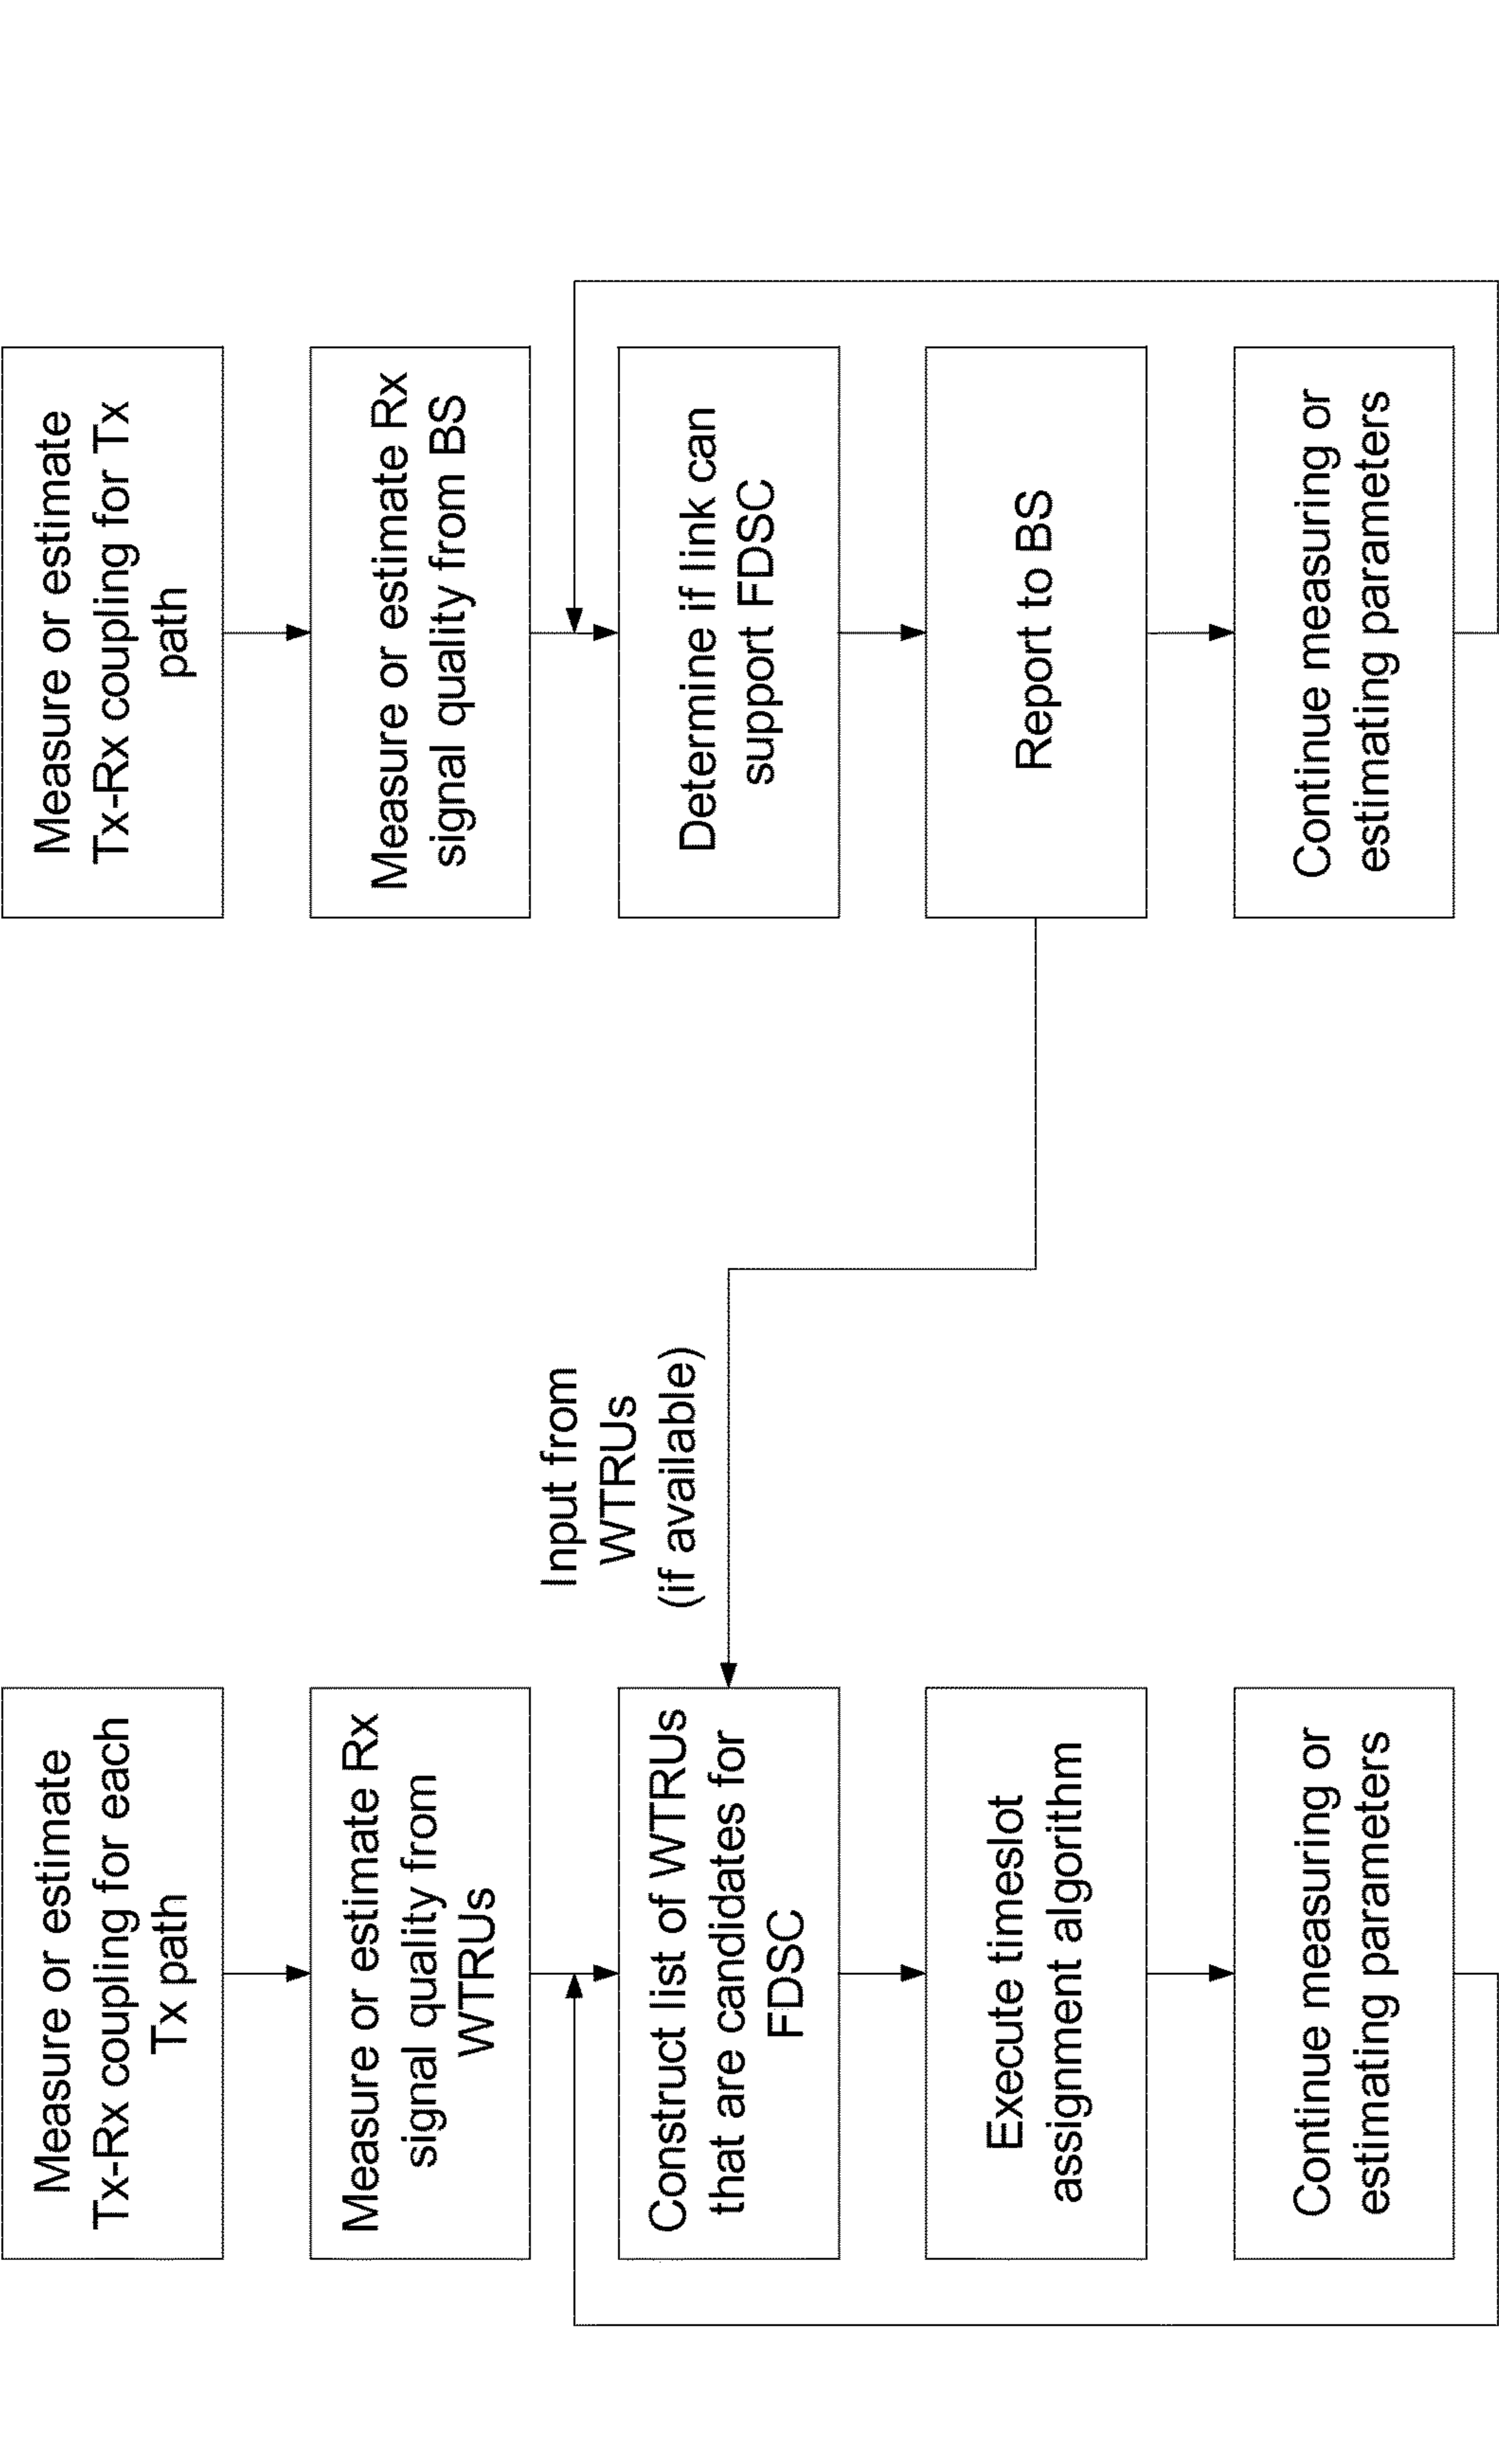 Measure or estimate
Tx-Rx coupling for each
Tx path
Measure or estimate Rx
signal quality from
WTRUs
Construct list of WTRUs
that are candidates for
FDSC
Execute timeslot
assignment algorithm
Continue measuring or
estimating parameters
Input from
WTRUs
(if available)
Measure or estimate
Tx-Rx coupling for Tx
path
Measure or estimate Rx
signal quality from BS
Determine if link can
support FDSC
Report to BS
Continue measuring or
estimating parameters